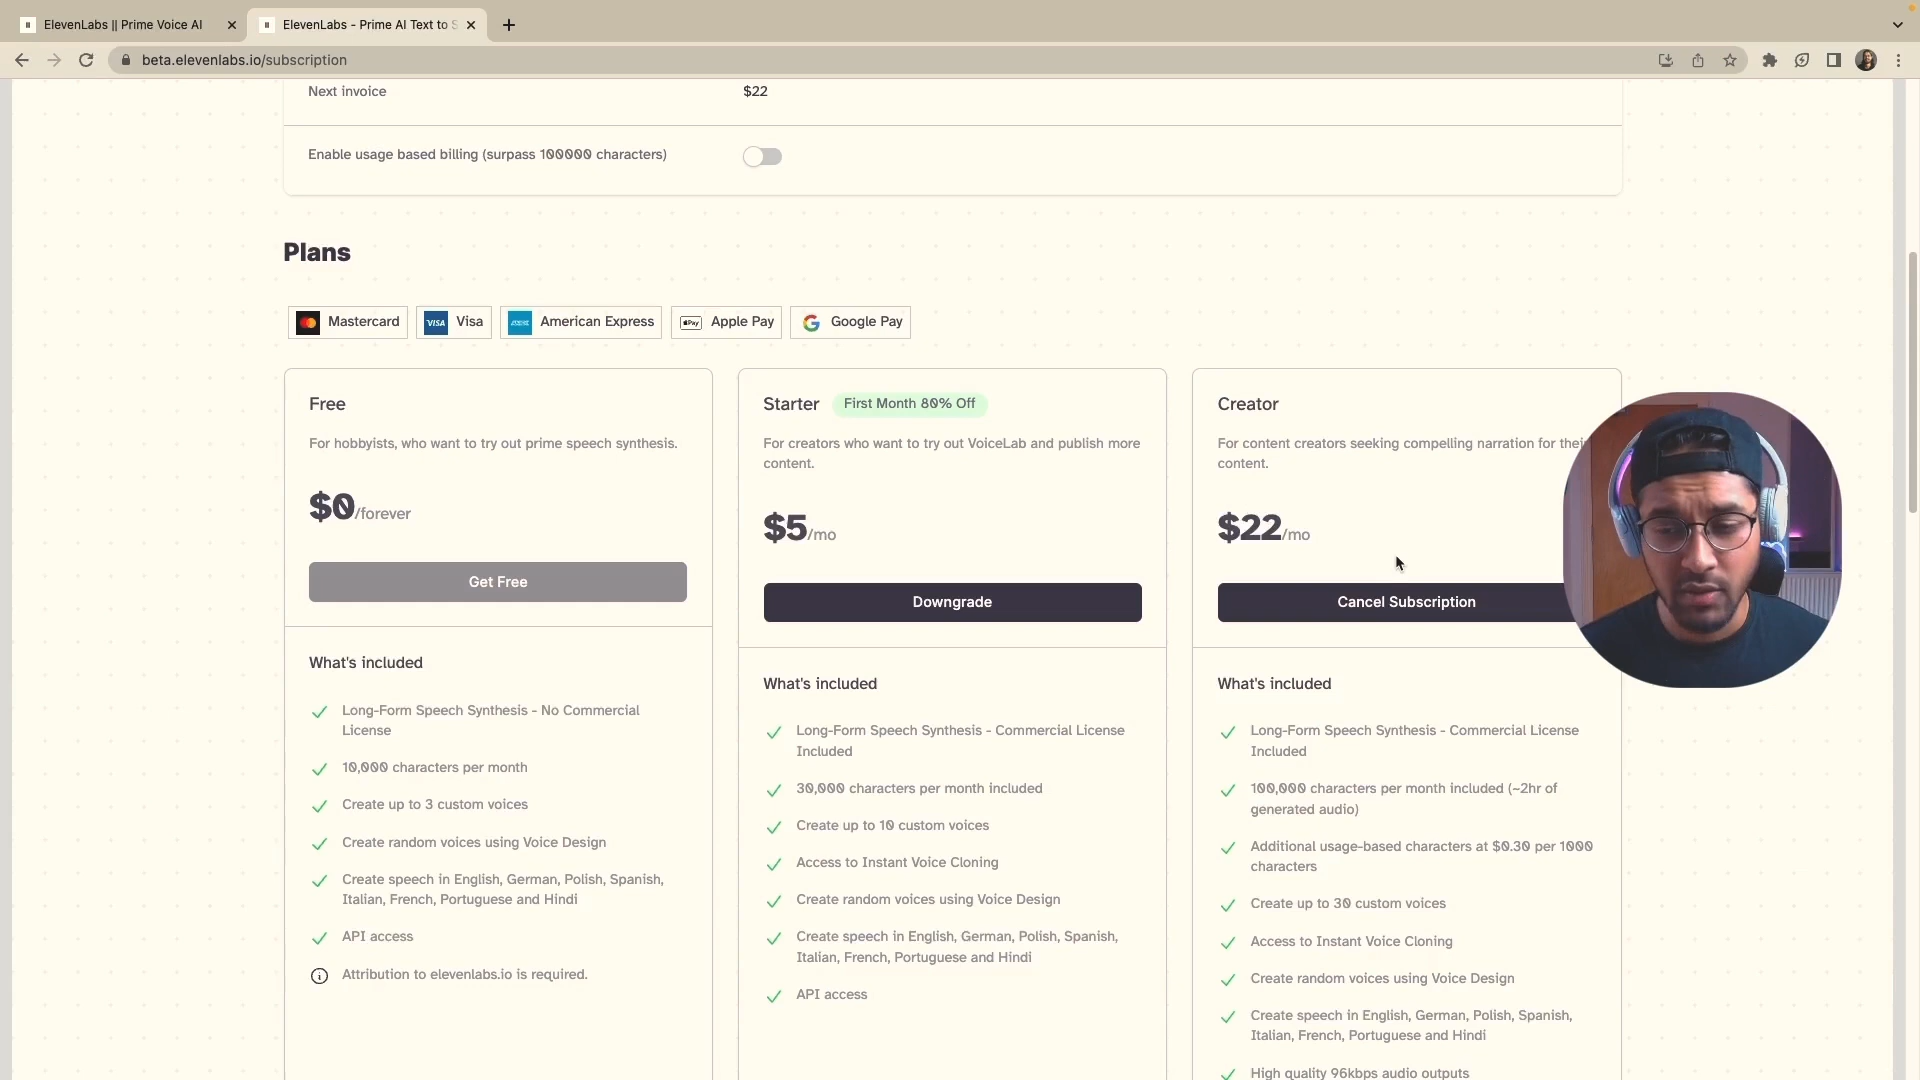 ElevenLabs || Prime Voice AI
ElevenLabs - Prime AI Text to S
beta.elevenlabs.io/subscription
Next invoice
$22
Enable usage based billing (surpass 100000 characters)
Plans
Mastercard
VISA Visa
American Express
Pay Apple Pay
Google Pay
Free
For hobbyists, who want to try out prime speech synthesis.
$0/forever
Get Free
What's included
Long-Form Speech Synthesis - No Commercial
License
10,000 characters per month
Create up to 3 custom voices
Create random voices using Voice Design
Create speech in English, German, Polish, Spanish,
Italian, French, Portuguese and Hindi
API access
Attribution to elevenlabs.io is required.
Starter First Month 80% Off
For creators who want to try out VoiceLab and publish more
content.
$5/mo
Downgrade
What's included
Long-Form Speech Synthesis - Commercial License
Included
30,000 characters per month included
Create up to 10 custom voices
Access to Instant Voice Cloning
Create random voices using Voice Design
Create speech in English, German, Polish, Spanish,
Italian, French, Portuguese and Hindi
API access
Creator
For content creators seeking compelling narration for their
content.
$22/mo
Cancel Subscription
What's included
Long-Form Speech Synthesis - Commercial License
Included
100,000 characters per month included (~2hr of
generated audio)
Additional usage-based characters at $0.30 per 1000
characters
Create up to 30 custom voices
Access to Instant Voice Cloning
Create random voices using Voice Design
Create speech in English, German, Polish, Spanish,
Italian, French, Portuguese and Hindi
High quality 96kbps audio outputs